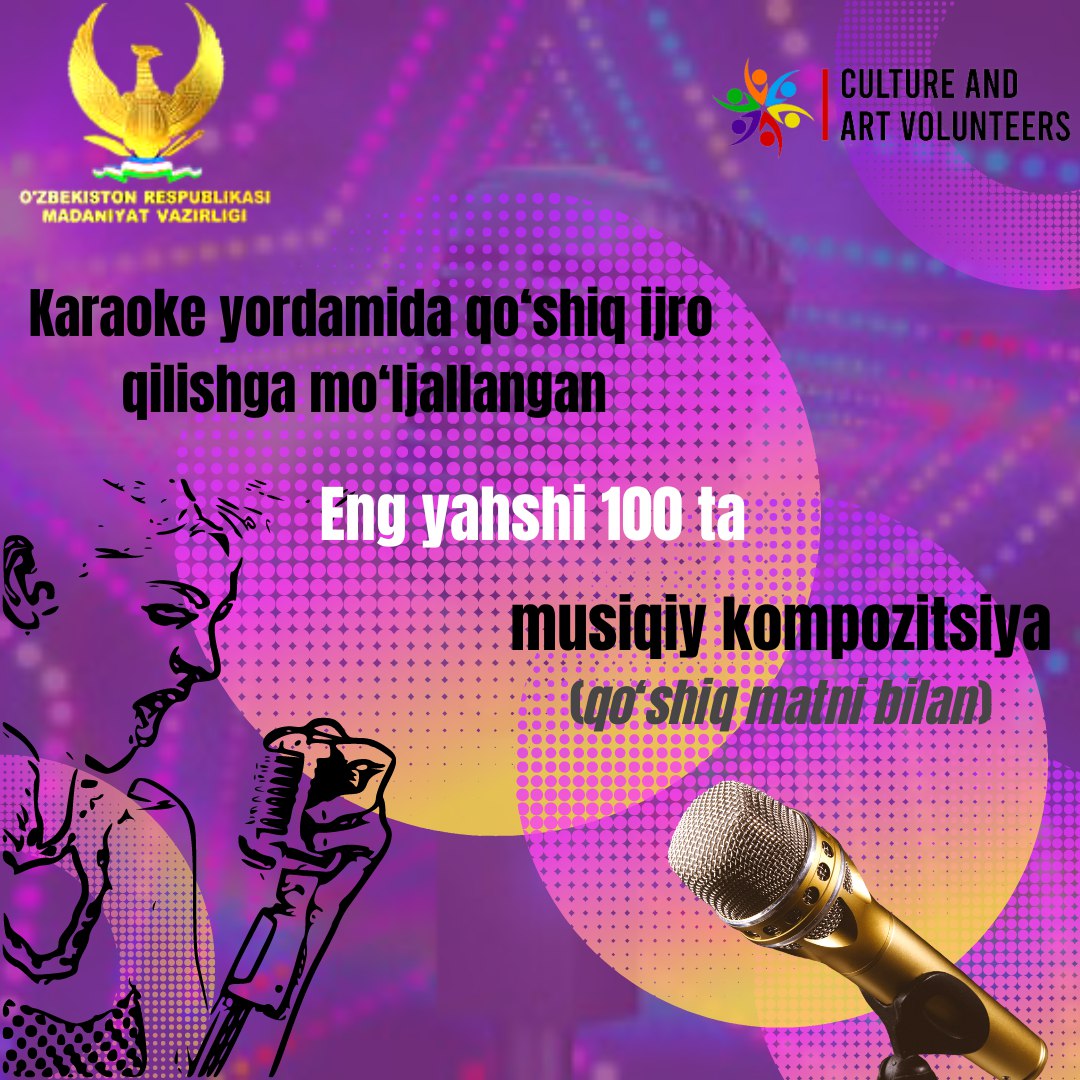 O'ZBEKISTON RESPUBLIKASI
MADANIYAT VAZIRLIGI
CULTURE AND
ART VOLUNTEERS
Karaoke yordamida qo‘shiq ijro
qilishga mo‘ljallangan
Eng yahshi 100 ta
musiqiy kompozitsiya
(qo‘shiq matni bilan)